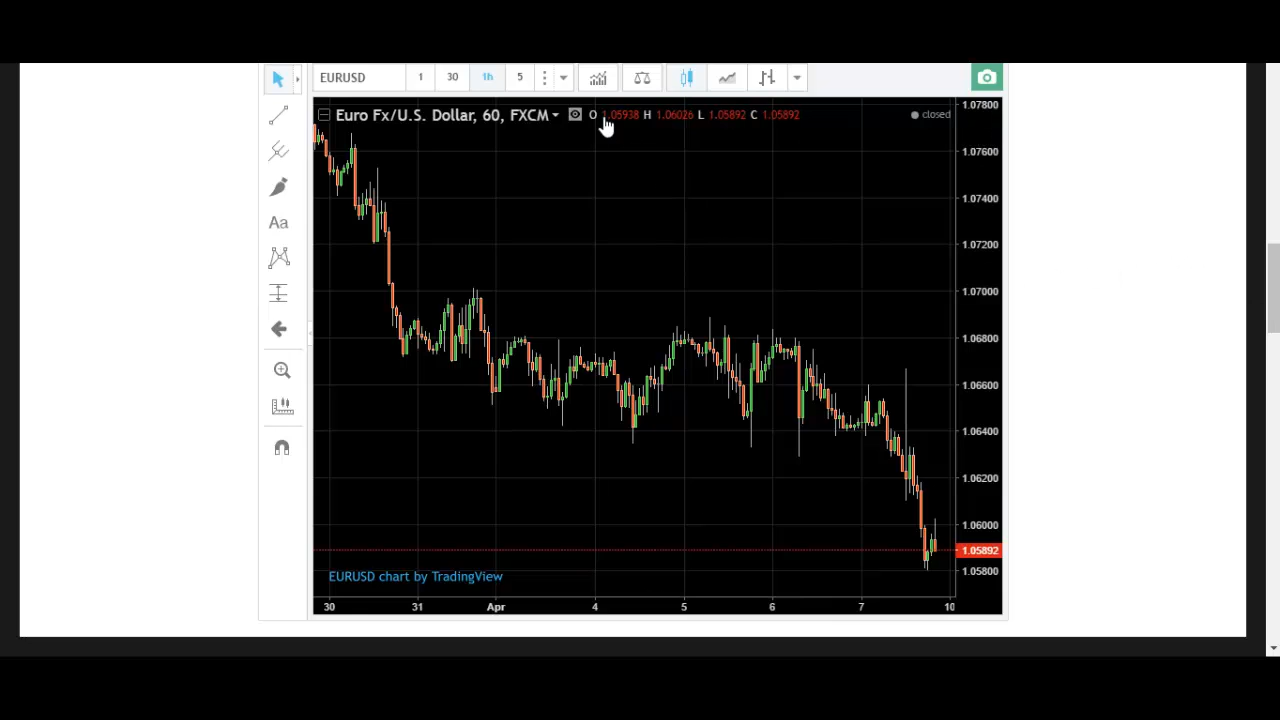 EURUSD 1 30 1h 5
Euro Fx/U.S. Dollar, 60, FXCM O 1.05938 H 1.06026 L 1.05892 C 1.05892 closed
Aa
1.07800
1.07600
1.07400
1.07200
1.07000
1.06800
1.06600
1.06400
1.06200
1.06000
1.05892
1.05800
EURUSD chart by TradingView
30 31 Apr 4 5 6 7 10